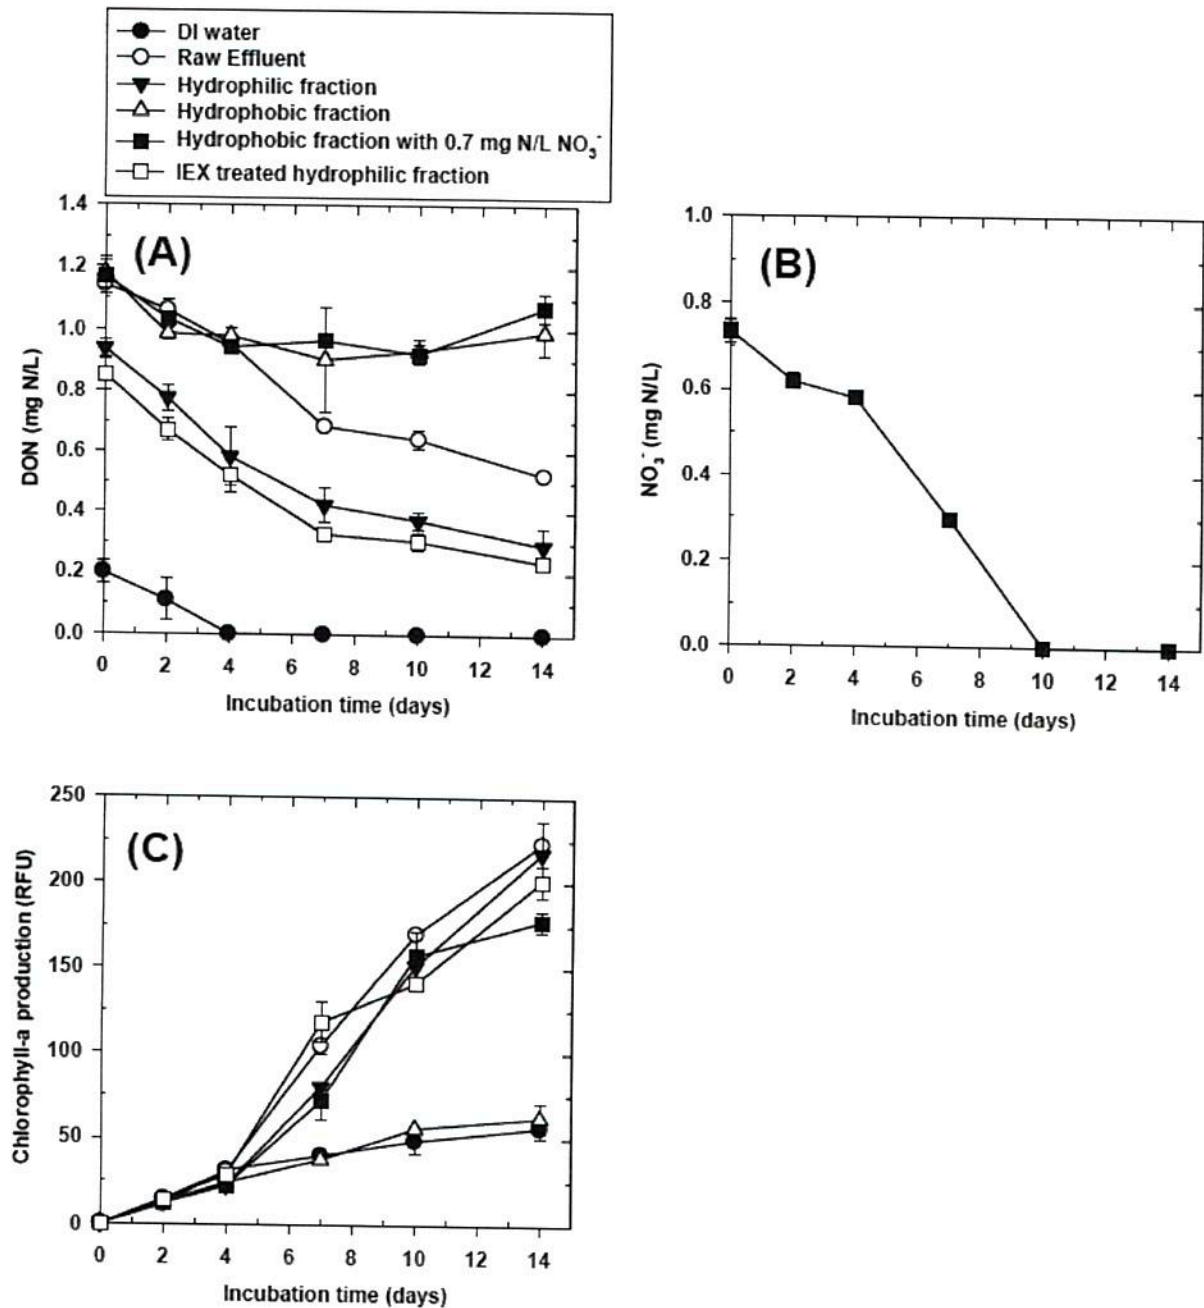 DI water
Raw Effluent
Hydrophilic fraction
Hydrophobic fraction
Hydrophobic fraction with 0.7 mg N/L NO3-
IEX treated hydrophilic fraction
(A)
DON (mg N/L)
1.4
1.2
1.0
0.8
0.6
0.4
0.2
0.0
0 2 4 6 8 10 12 14
Incubation time (days)
(B)
NO3- (mg N/L)
1.0
0.8
0.6
0.4
0.2
0.0
0 2 4 6 8 10 12 14
Incubation time (days)
(C)
Chlorophyll-a production (RFU)
250
200
150
100
50
0
0 2 4 6 8 10 12 14
Incubation time (days)